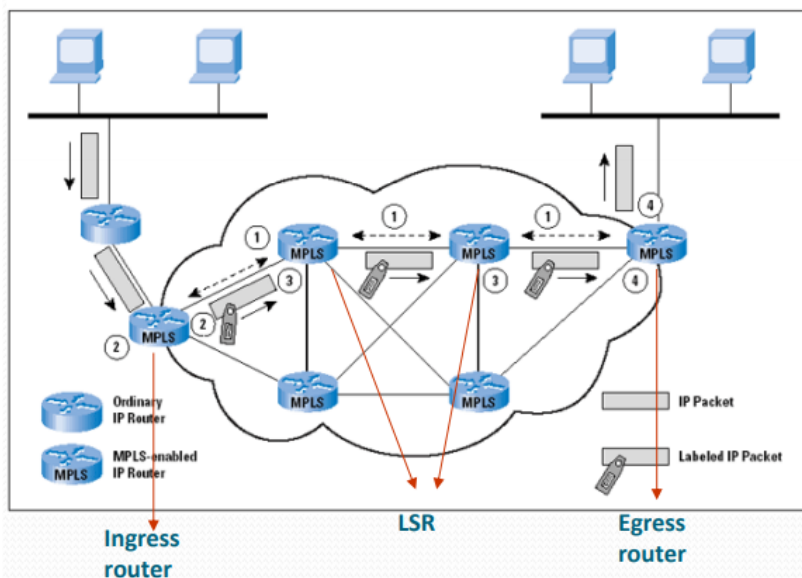 4
1
1
1
MPLS
MPLS
MPLS
3
3
4
2
2
MPLS
MPLS
MPLS
Ordinary
IP Router
IP Packet
MPLS
MPLS-enabled
IP Router
Labeled IP Packet
LSR
Ingress
router
Egress
router